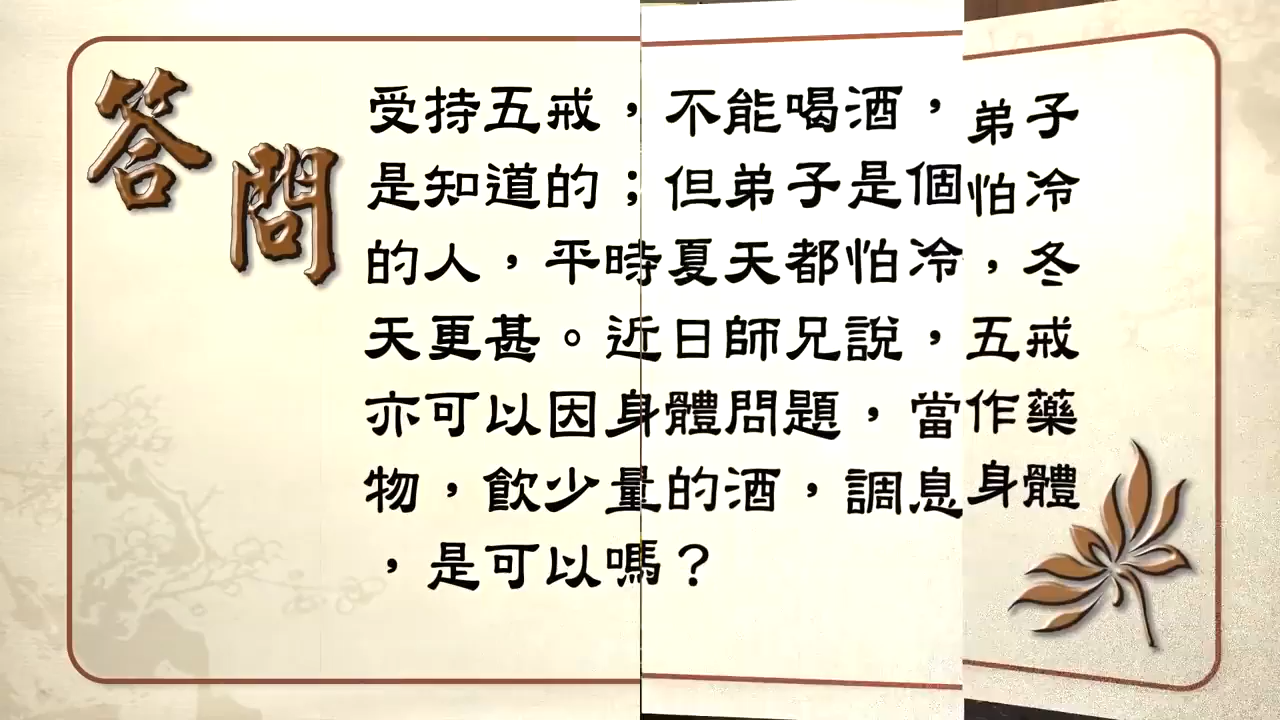 答問
受持五戒，不能喝酒，弟子
是知道的；但弟子是個怕冷
的人，平時夏天都怕冷，冬
天更甚。近日師兄說，五戒
亦可以因身體問題，當作藥
物，飲少量的酒，調息身體
，是可以嗎？